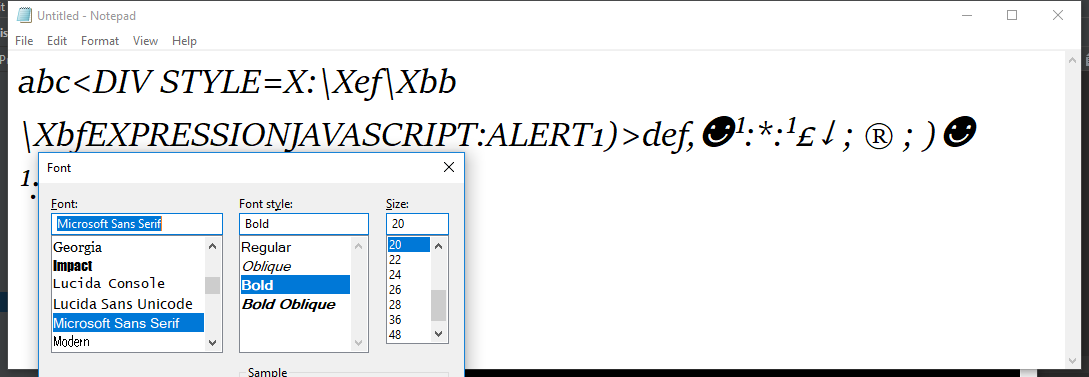 Untitled - Notepad
File Edit Format View Help
abc<DIV STYLE=X:\Xef\Xbb
\XbfEXPRESSIONJAVASCRIPT:ALERT1)>def,☻¹:*:¹£↓; ® ; )☻
Font
Font: Font style: Size:
Microsoft Sans Serif Bold 20
Georgia Regular 20
Impact Oblique 22
Lucida Console Bold 24
Lucida Sans Unicode Bold Oblique 26
Microsoft Sans Serif 28
Modern 36
48
Sample